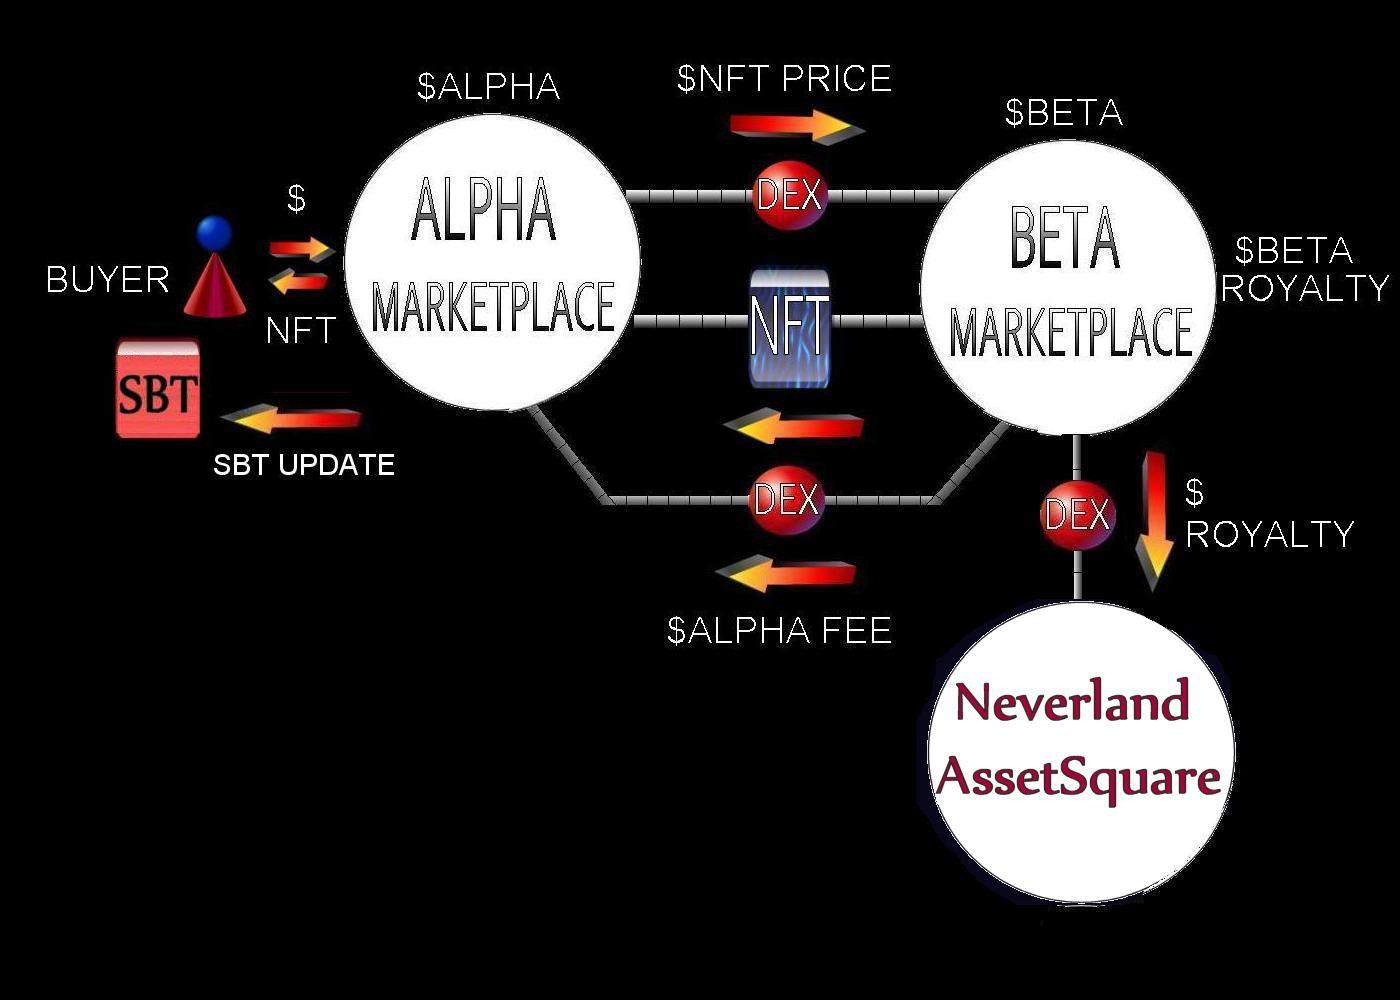 $ALPHA
$NFT PRICE
$BETA
ALPHA
MARKETPLACE
DEX
BETA
MARKETPLACE
$
BUYER
NFT
NFT
$BETA
ROYALTY
SBT
SBT UPDATE
DEX
$ALPHA FEE
DEX
$
ROYALTY
Neverland
AssetSquare